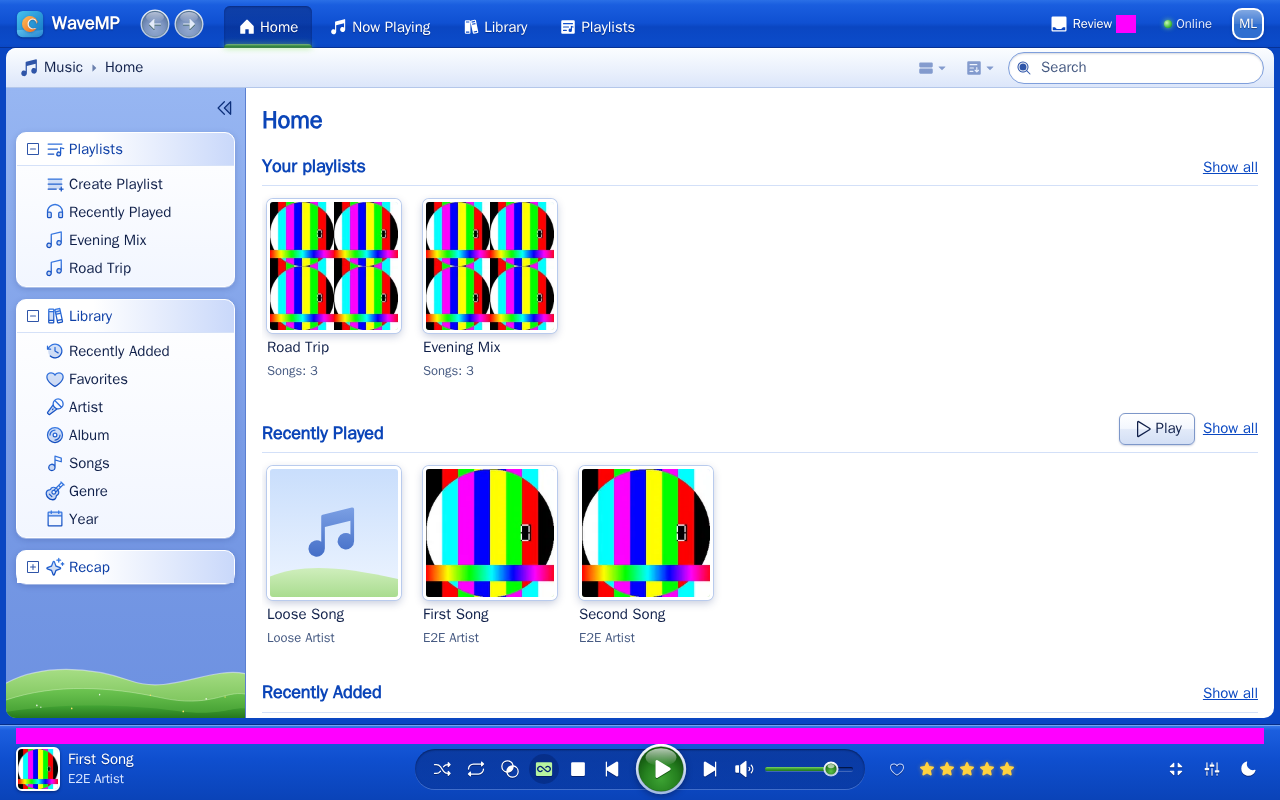 WaveMP
Home
Now Playing
Library
Playlists
Review
Online
ML
Music
Home
Search
Playlists
Create Playlist
Recently Played
Evening Mix
Road Trip
Library
Recently Added
Favorites
Artist
Album
Songs
Genre
Year
Recap
Home
Your playlists
Show all
Road Trip
Songs: 3
Evening Mix
Songs: 3
Recently Played
Play
Show all
Loose Song
Loose Artist
First Song
E2E Artist
Second Song
E2E Artist
Recently Added
Show all
First Song
E2E Artist